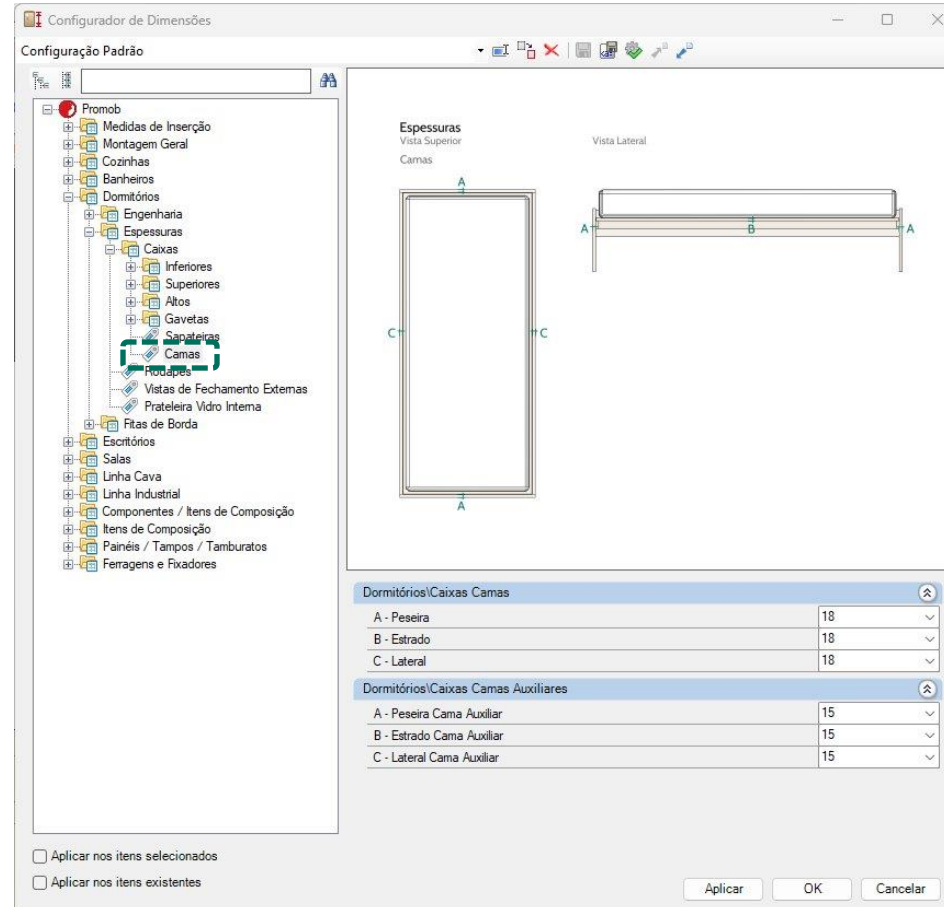 Configurador de Dimensões
Configuração Padrão
Promob
Medidas de Inserção
Montagem Geral
Cozinhas
Banheiros
Dormitórios
Engenharia
Espessuras
Caixas
Inferiores
Superiores
Altos
Gavetas
Sapateiras
Camas
Rodapés
Vistas de Fechamento Externas
Prateleira Vidro Interna
Fitas de Borda
Escritórios
Salas
Linha Cava
Linha Industrial
Componentes / Itens de Composição
Itens de Composição
Painéis / Tampos / Tamburatos
Ferragens e Fixadores
Espessuras
Vista Superior
Vista Lateral
Camas
A
A B A
C C
A
Dormitórios\Caixas Camas
A - Peseira 18
B - Estrado 18
C - Lateral 18
Dormitórios\Caixas Camas Auxiliares
A - Peseira Cama Auxiliar 15
B - Estrado Cama Auxiliar 15
C - Lateral Cama Auxiliar 15
Aplicar nos itens selecionados
Aplicar nos itens existentes
Aplicar OK Cancelar